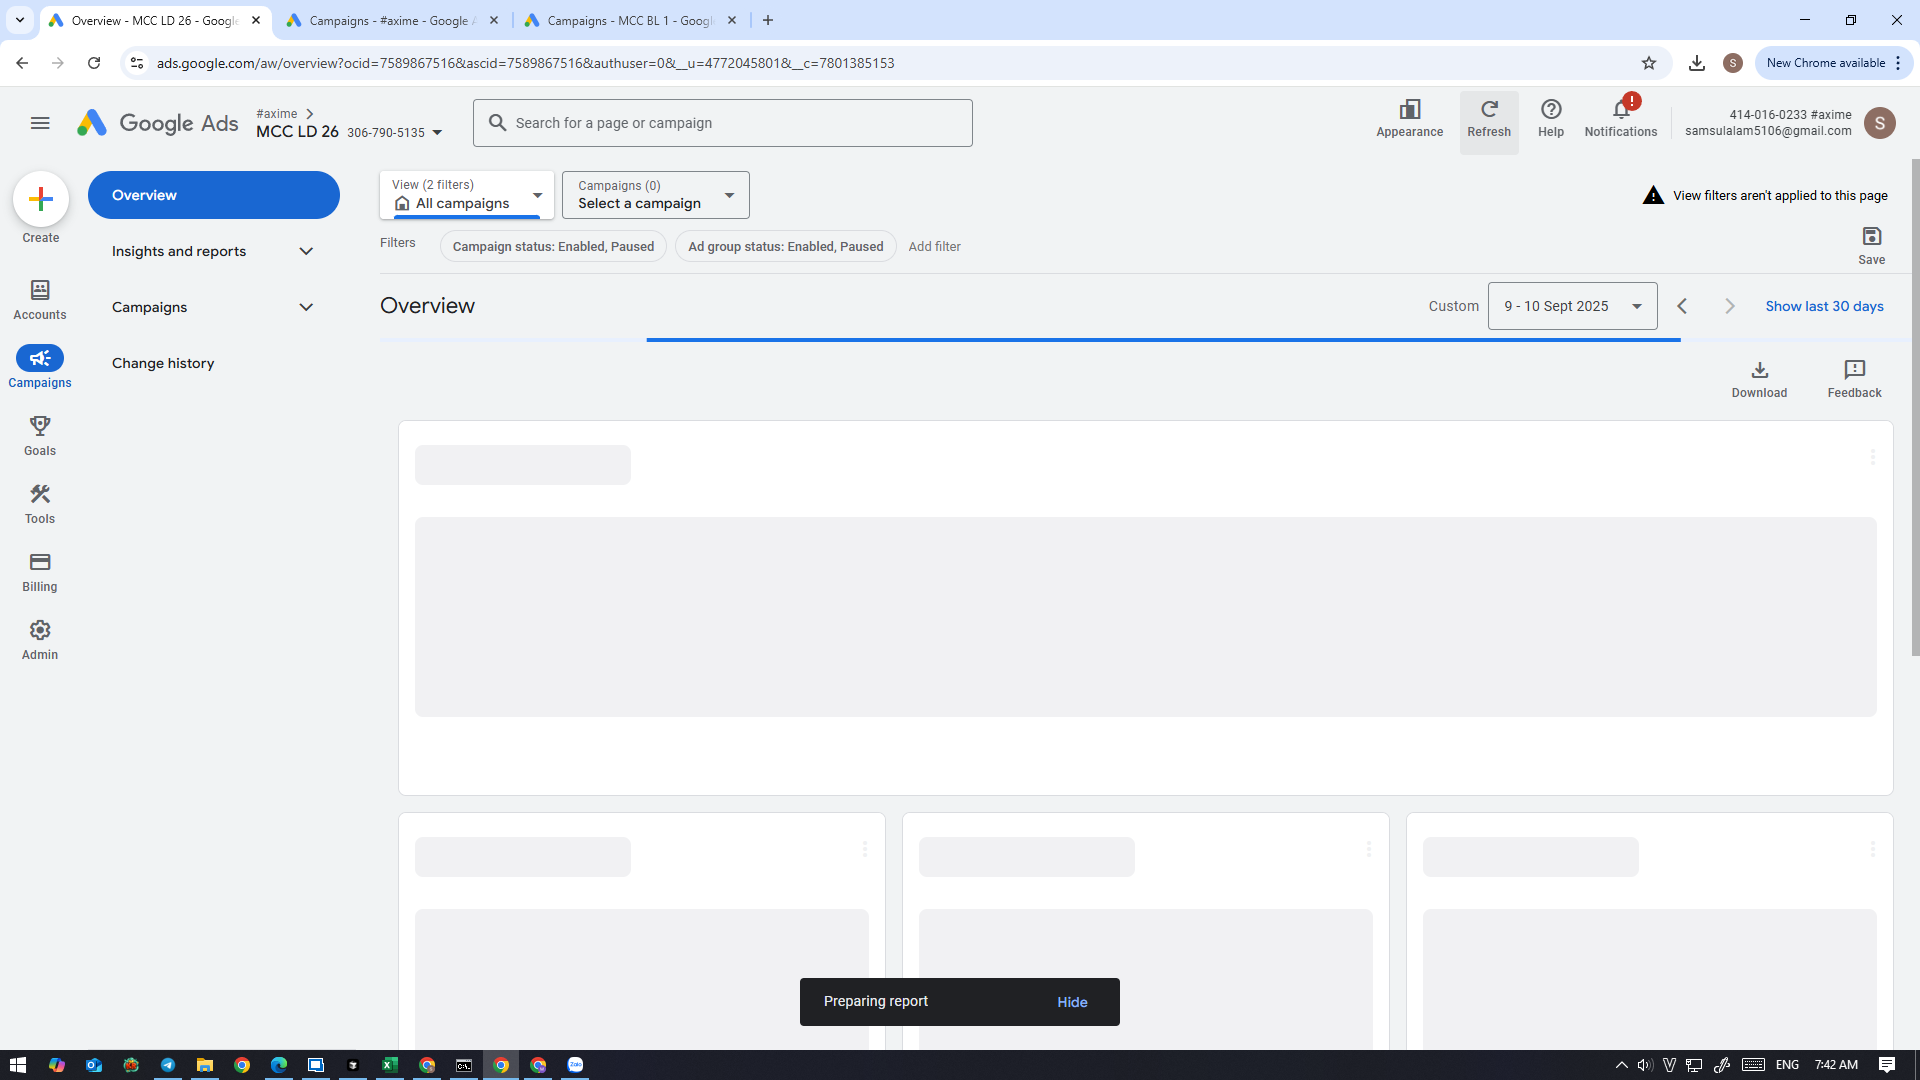 Overview - MCC LD 26 - Google
Campaigns - #axime - Google A
Campaigns - MCC BL 1 - Google
ads.google.com/aw/overview?ocid=7589867516&ascid=7589867516&authuser=0&__u=4772045801&__c=7801385153
S
New Chrome available
Google Ads
#axime
MCC LD 26 306-790-5135
Search for a page or campaign
Appearance
Refresh
Help
!
Notifications
414-016-0233 #axime
samsulalam5106@gmail.com
S
Create
Accounts
Campaigns
Goals
Tools
Billing
Admin
Overview
Insights and reports
Campaigns
Change history
View (2 filters)
All campaigns
Campaigns (0)
Select a campaign
View filters aren't applied to this page
Filters
Campaign status: Enabled, Paused
Ad group status: Enabled, Paused
Add filter
Save
Overview
Custom
9 - 10 Sept 2025
Show last 30 days
Download
Feedback
Preparing report
Hide
Zalo
ENG
7:42 AM